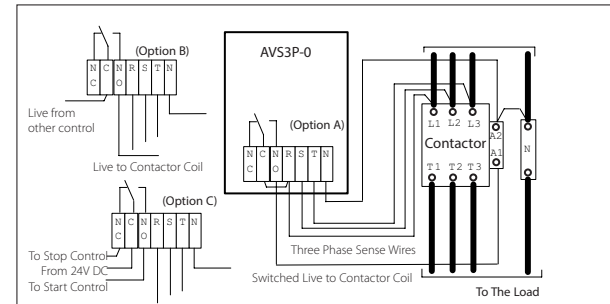 (Option B)
N C N R S T N
C O
Live from
other control
Live to Contactor Coil
(Option C)
N C N R S T N
C O
To Stop Control
From 24V DC
To Start Control
AVS3P-0
(Option A)
N C N R S T N
C O
Three Phase Sense Wires
Switched Live to Contactor Coil
L1 L2 L3
Contactor
A2
A1
N
T1 T2 T3
To The Load